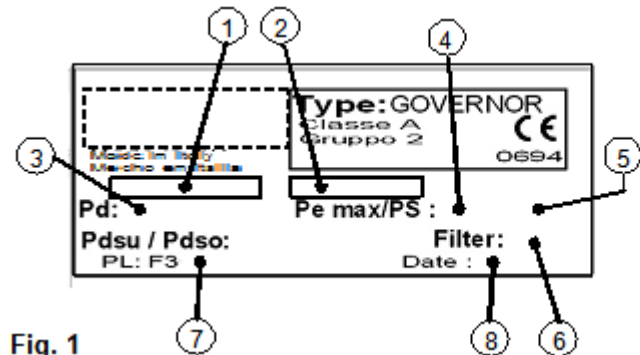 1 2 4
Type: GOVERNOR
Classe A
Gruppo 2
CE
0694
Made in Italy
3 5
Pd: Pe max/PS :
Pdsu / Pdso: Filter:
PL: F3 Date :
7 8 6
Fig. 1